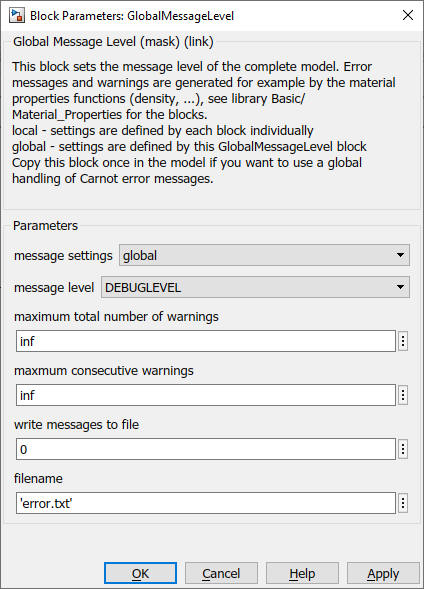 Block Parameters: GlobalMessageLevel
Global Message Level (mask) (link)
This block sets the message level of the complete model. Error
messages and warnings are generated for example by the material
properties functions (density, ...), see library Basic/
Material_Properties for the blocks.
local - settings are defined by each block individually
global - settings are defined by this GlobalMessageLevel block
Copy this block once in the model if you want to use a global
handling of Carnot error messages.
Parameters
message settings global
message level DEBUGLEVEL
maximum total number of warnings
inf
maxmum consecutive warnings
inf
write messages to file
0
filename
'error.txt'
OK Cancel Help Apply